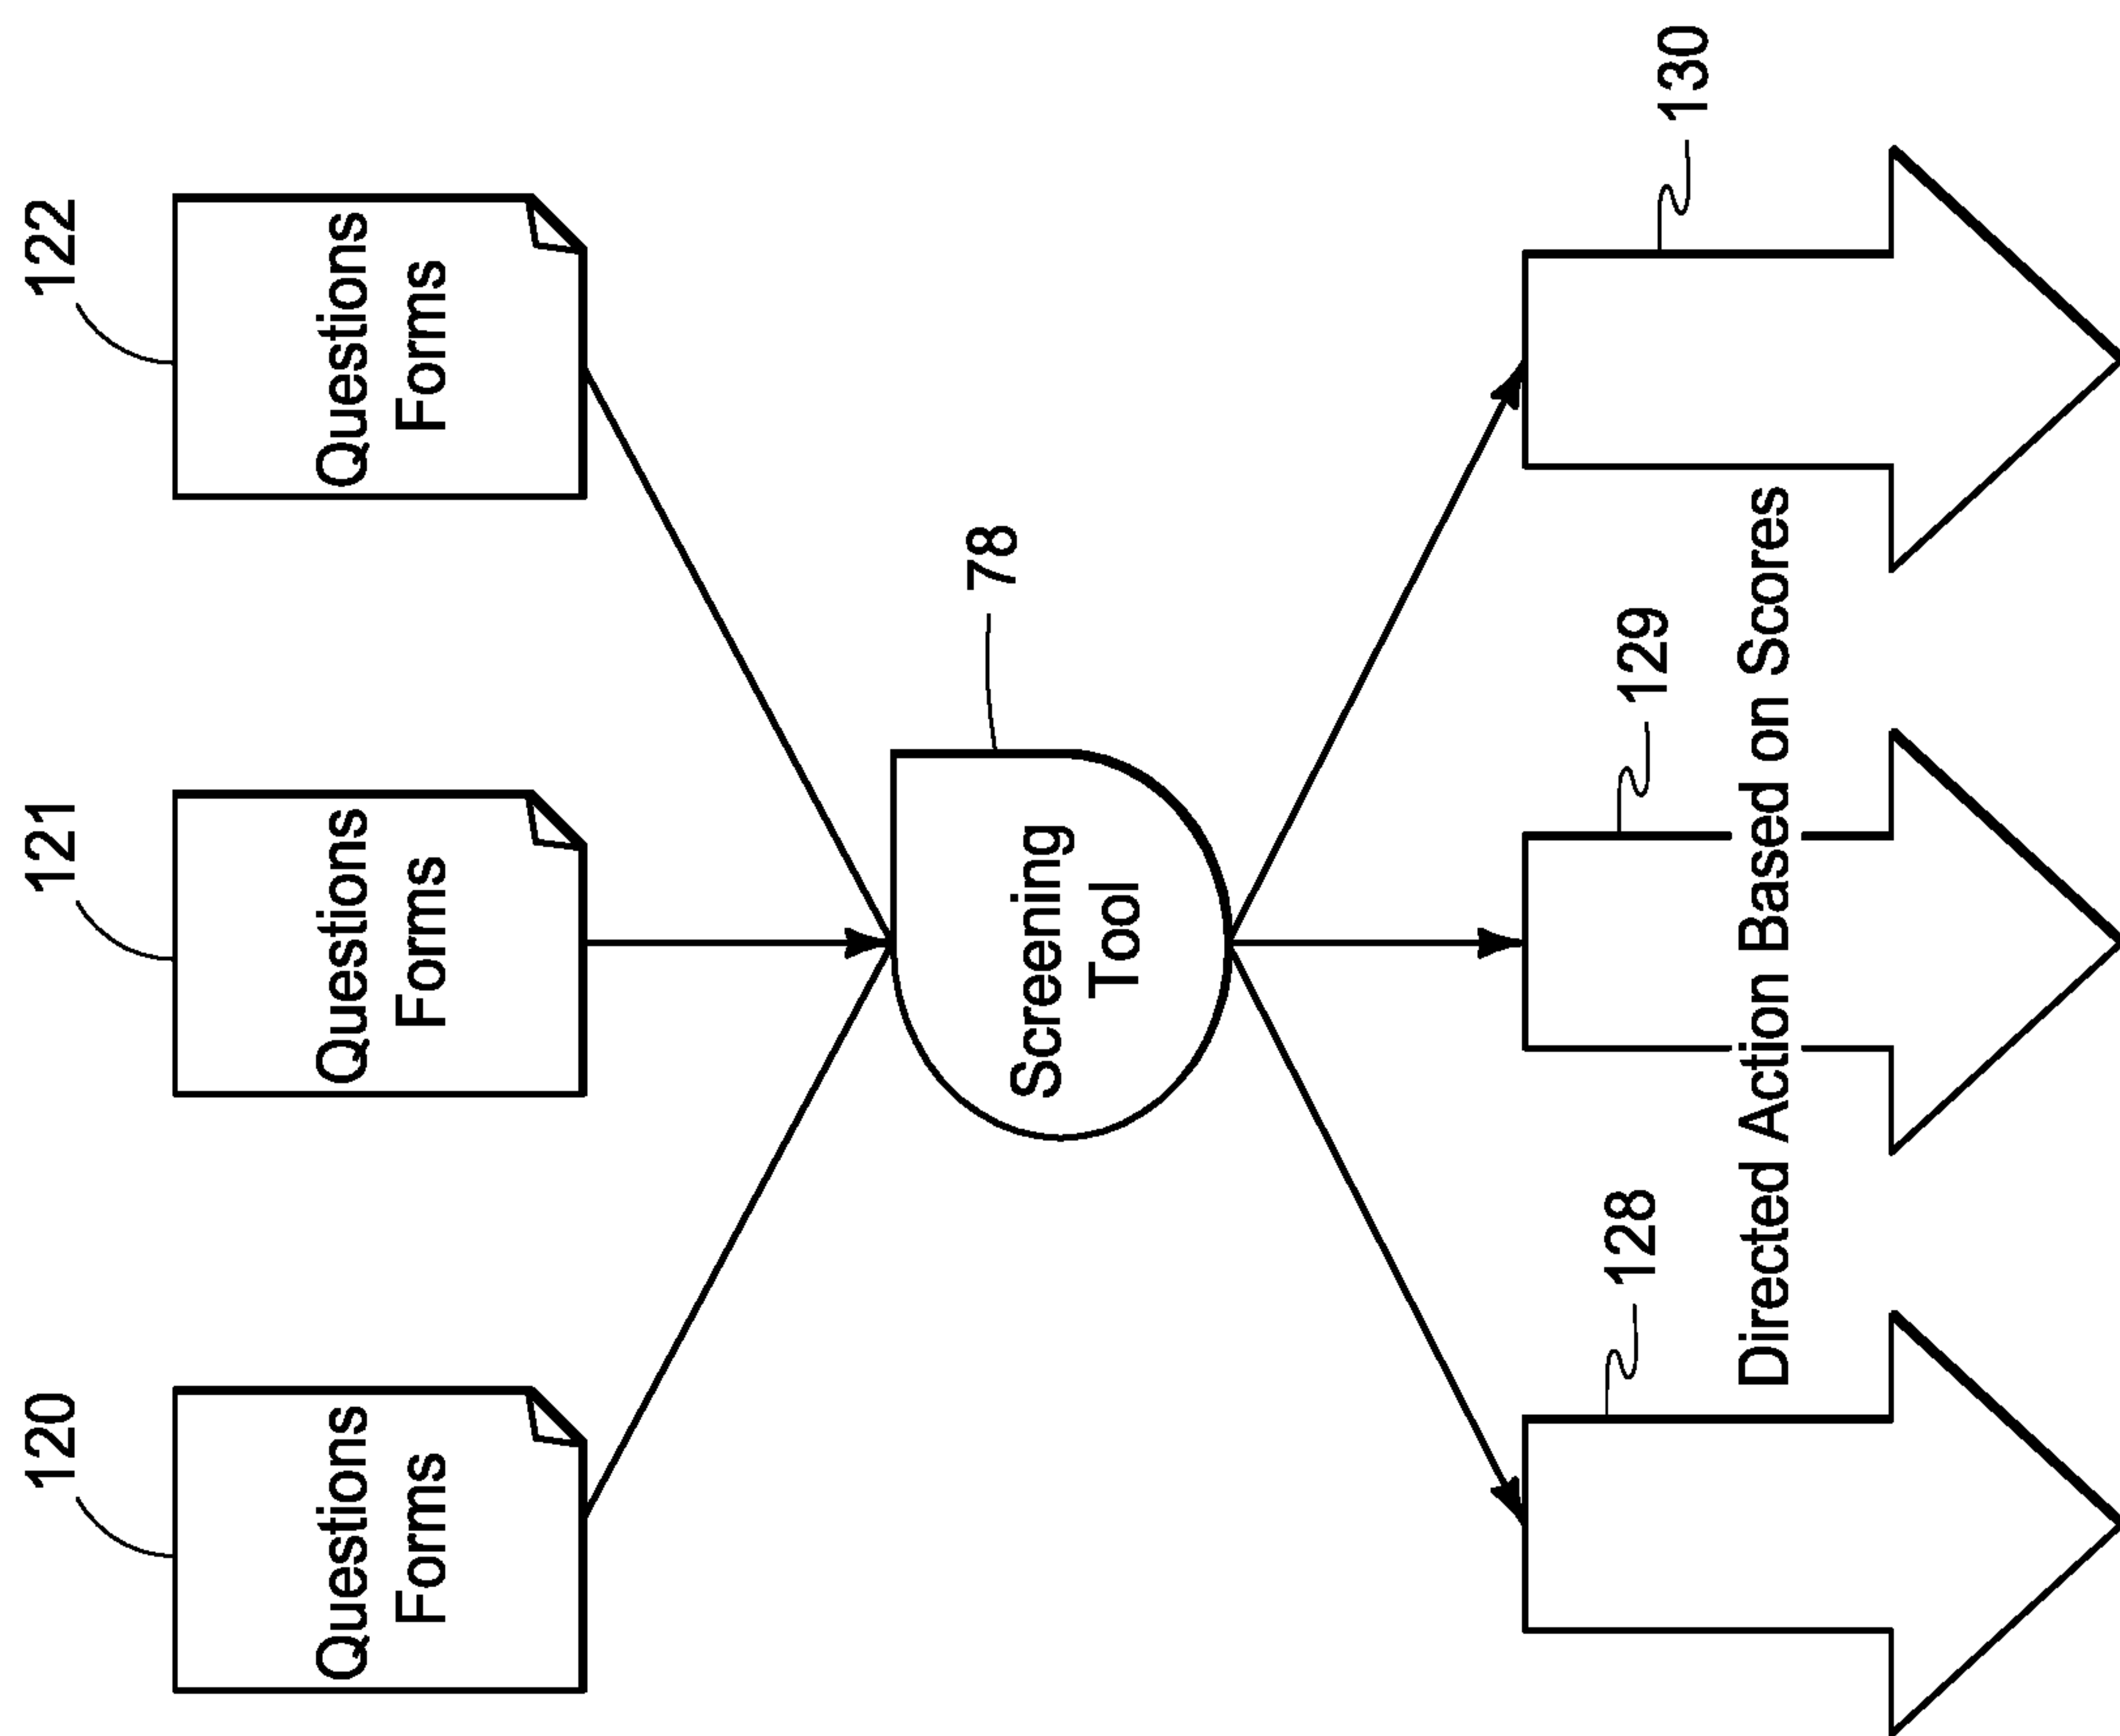 120
121
122
Questions
Forms
Questions
Forms
Questions
Forms
78
Screening
Tool
128
129
130
Directed Action Based on Scores